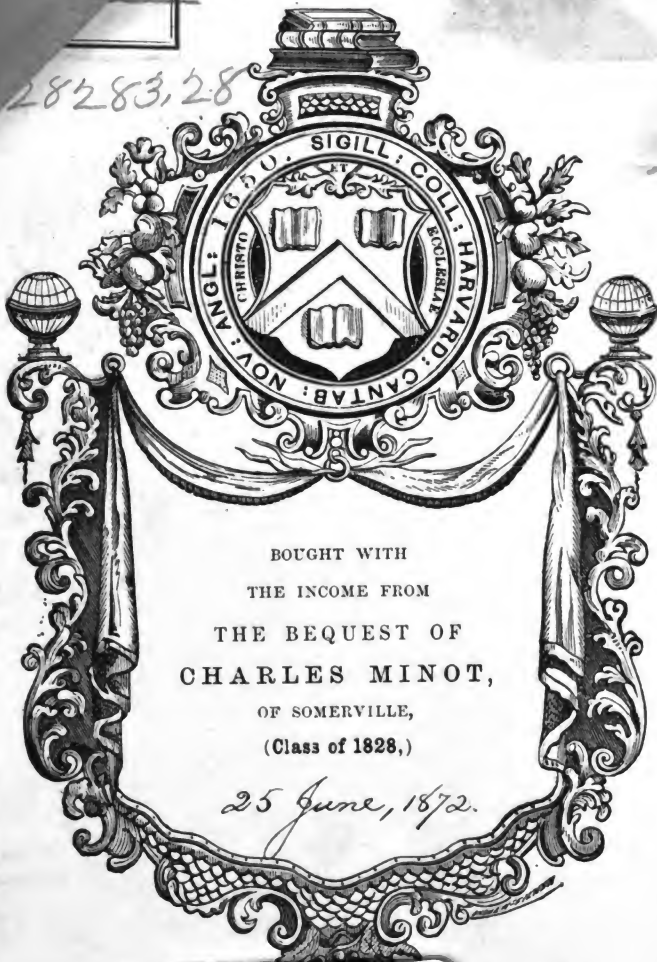 28283,28
SIGILL: COLL: HARVARD: CANTAB: NOV: ANGL: 1650.
ET
CHRISTO
ECCLESIAE
BOUGHT WITH
THE INCOME FROM
THE BEQUEST OF
CHARLES MINOT,
OF SOMERVILLE,
(Class of 1828,)
25 June, 1872.